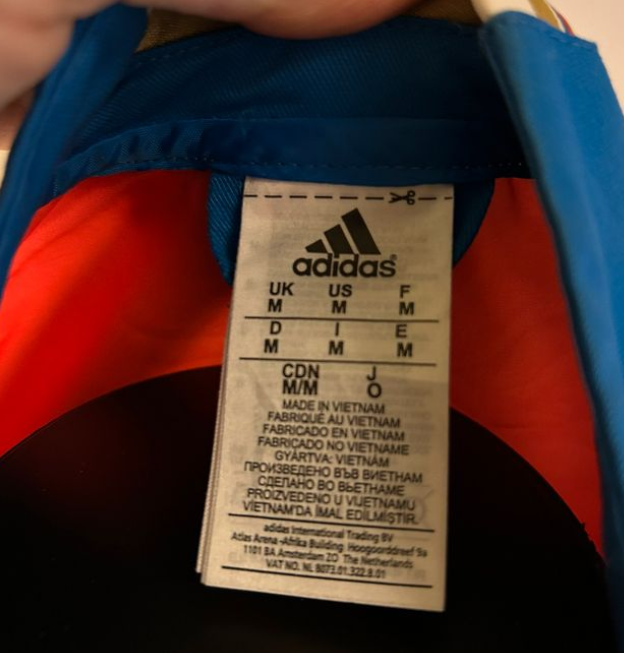 adidas
UK US F
M M M
D I E
M M M
CDN J
M/M O
MADE IN VIETNAM
FABRIQUÉ AU VIETNAM
FABRICADO EN VIETNAM
FABRICADO NO VIETNAME
GYÁRTVA: VIETNÁM
ПРОИЗВЕДЕНО ВЪВ ВИЕТНАМ
СДЕЛАНО ВО ВЬЕТНАМЕ
PROIZVEDENO U VIJETNAMU
VİETNAM'DA İMAL EDİLMİŞTİR.
adidas International Trading BV
Atlas Arena -Afrika Building Hoogoorddreef 9a
1101 BA Amsterdam ZO The Netherlands
VAT NO. NL 8073.01.322.B.01